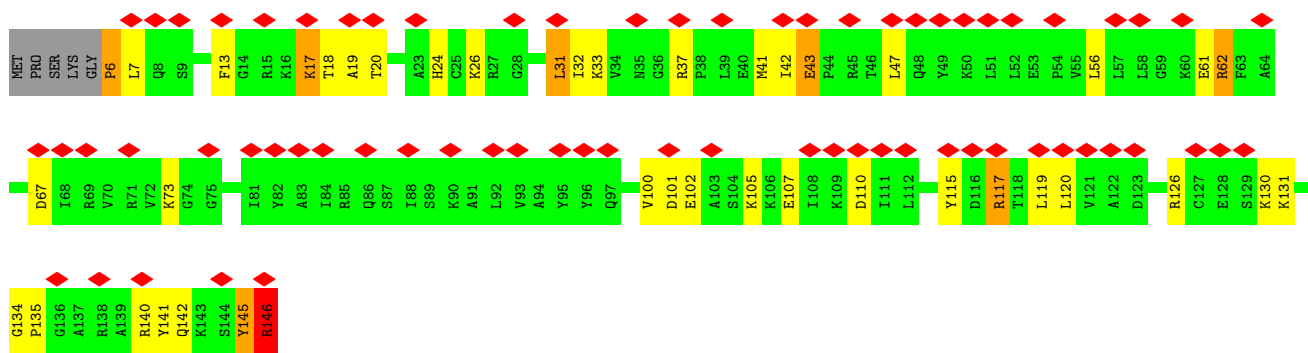 MET PRO SER LYS GLY P6 L7 Q8 S9 F13 G14 R15 K16 K17 T18 A19 T20 A23 H24 C25 K26 R27 G28 L31 I32 K33 V34 N35 G36 R37 P38 L39 E40 M41 I42 E43 P44 R45 T46 L47 Q48 Y49 K50 L51 L52 E53 P54 V55 L56 L57 L58 G59 K60 E61 R62 F63 A64
D67 I68 R69 V70 R71 V72 K73 G74 G75 I81 Y82 A83 I84 R85 Q86 S87 I88 S89 K90 A91 L92 V93 A94 Y95 Y96 Q97 V100 D101 E102 A103 S104 K105 K106 E107 I108 K109 D110 I111 L112 Y115 D116 R117 T118 L119 L120 V121 A122 D123 R126 C127 E128 S129 K130 K131
G134 P135 G136 A137 R138 A139 R140 Y141 Q142 K143 S144 Y145 R146